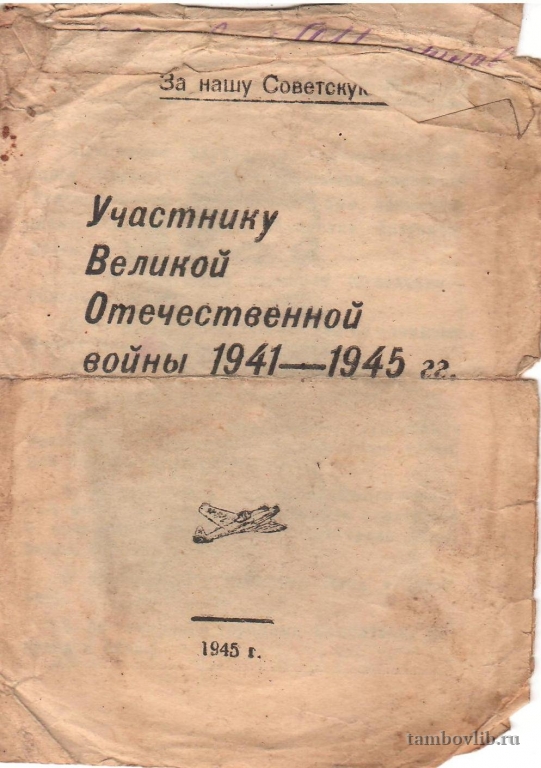 За нашу Советскую
Участнику
Великой
Отечественной
войны 1941—1945 гг.
1945 г.
tambovlib.ru